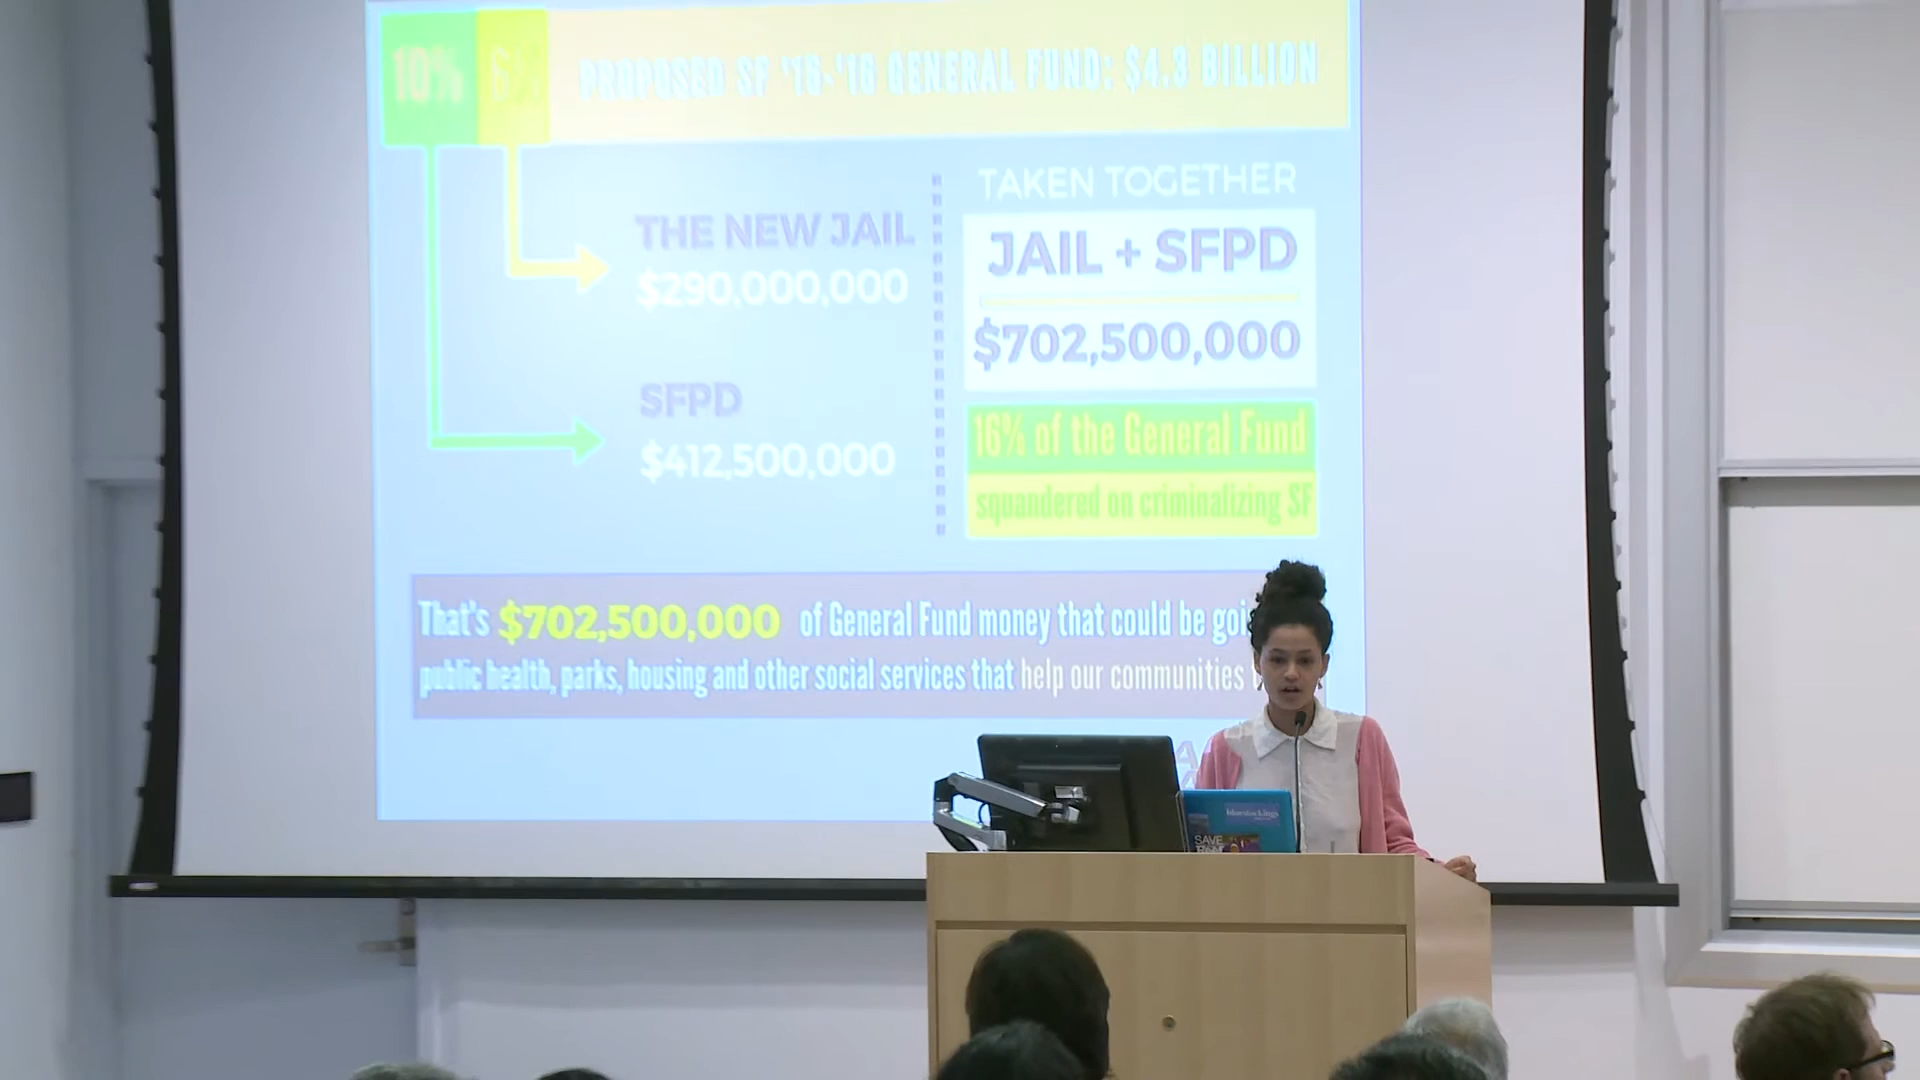 10% 6% PROPOSED SF '15-'16 GENERAL FUND: $4.3 BILLION
THE NEW JAIL
$290,000,000
SFPD
$412,500,000
TAKEN TOGETHER
JAIL + SFPD
$702,500,000
16% of the General Fund
squandered on criminalizing SF
That's $702,500,000 of General Fund money that could be goi
public health, parks, housing and other social services that help our communities
bluestockings
SAVE